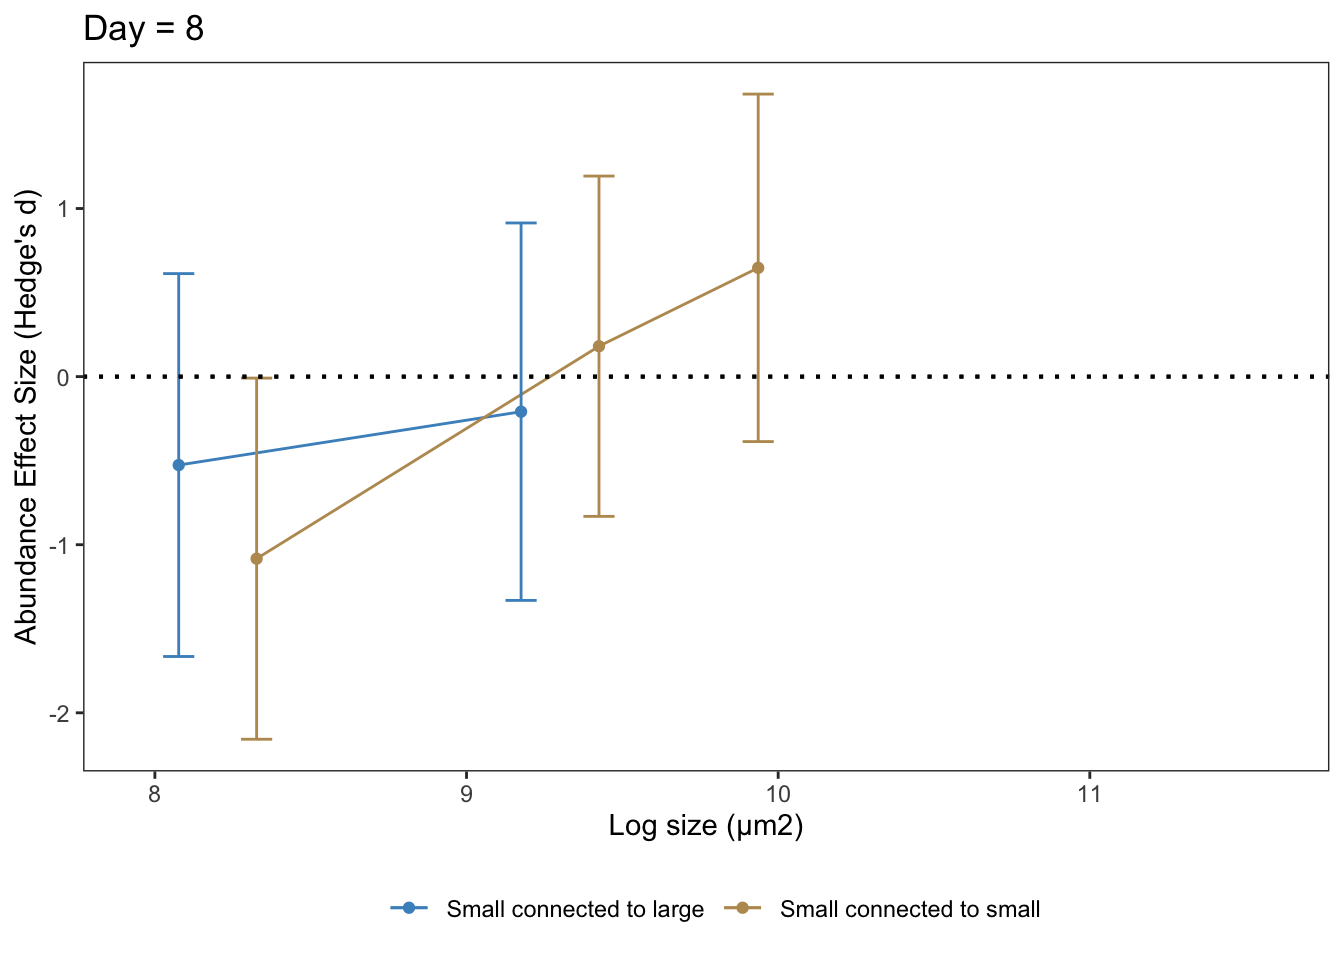 Day = 8
Abundance Effect Size (Hedge's d)
1
0
-1
-2
8 9 10 11
Log size (µm2)
Small connected to large Small connected to small